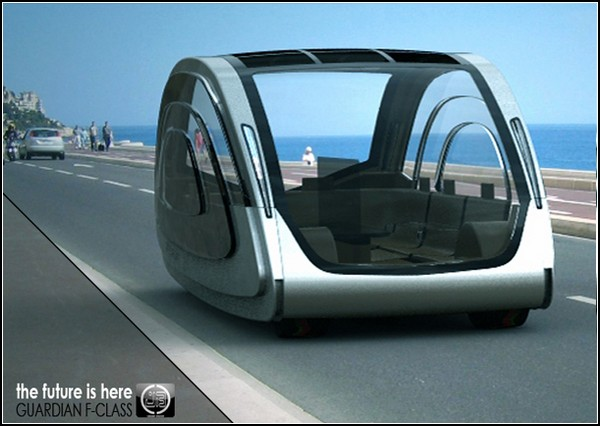 the future is here
GUARDIAN F-CLASS